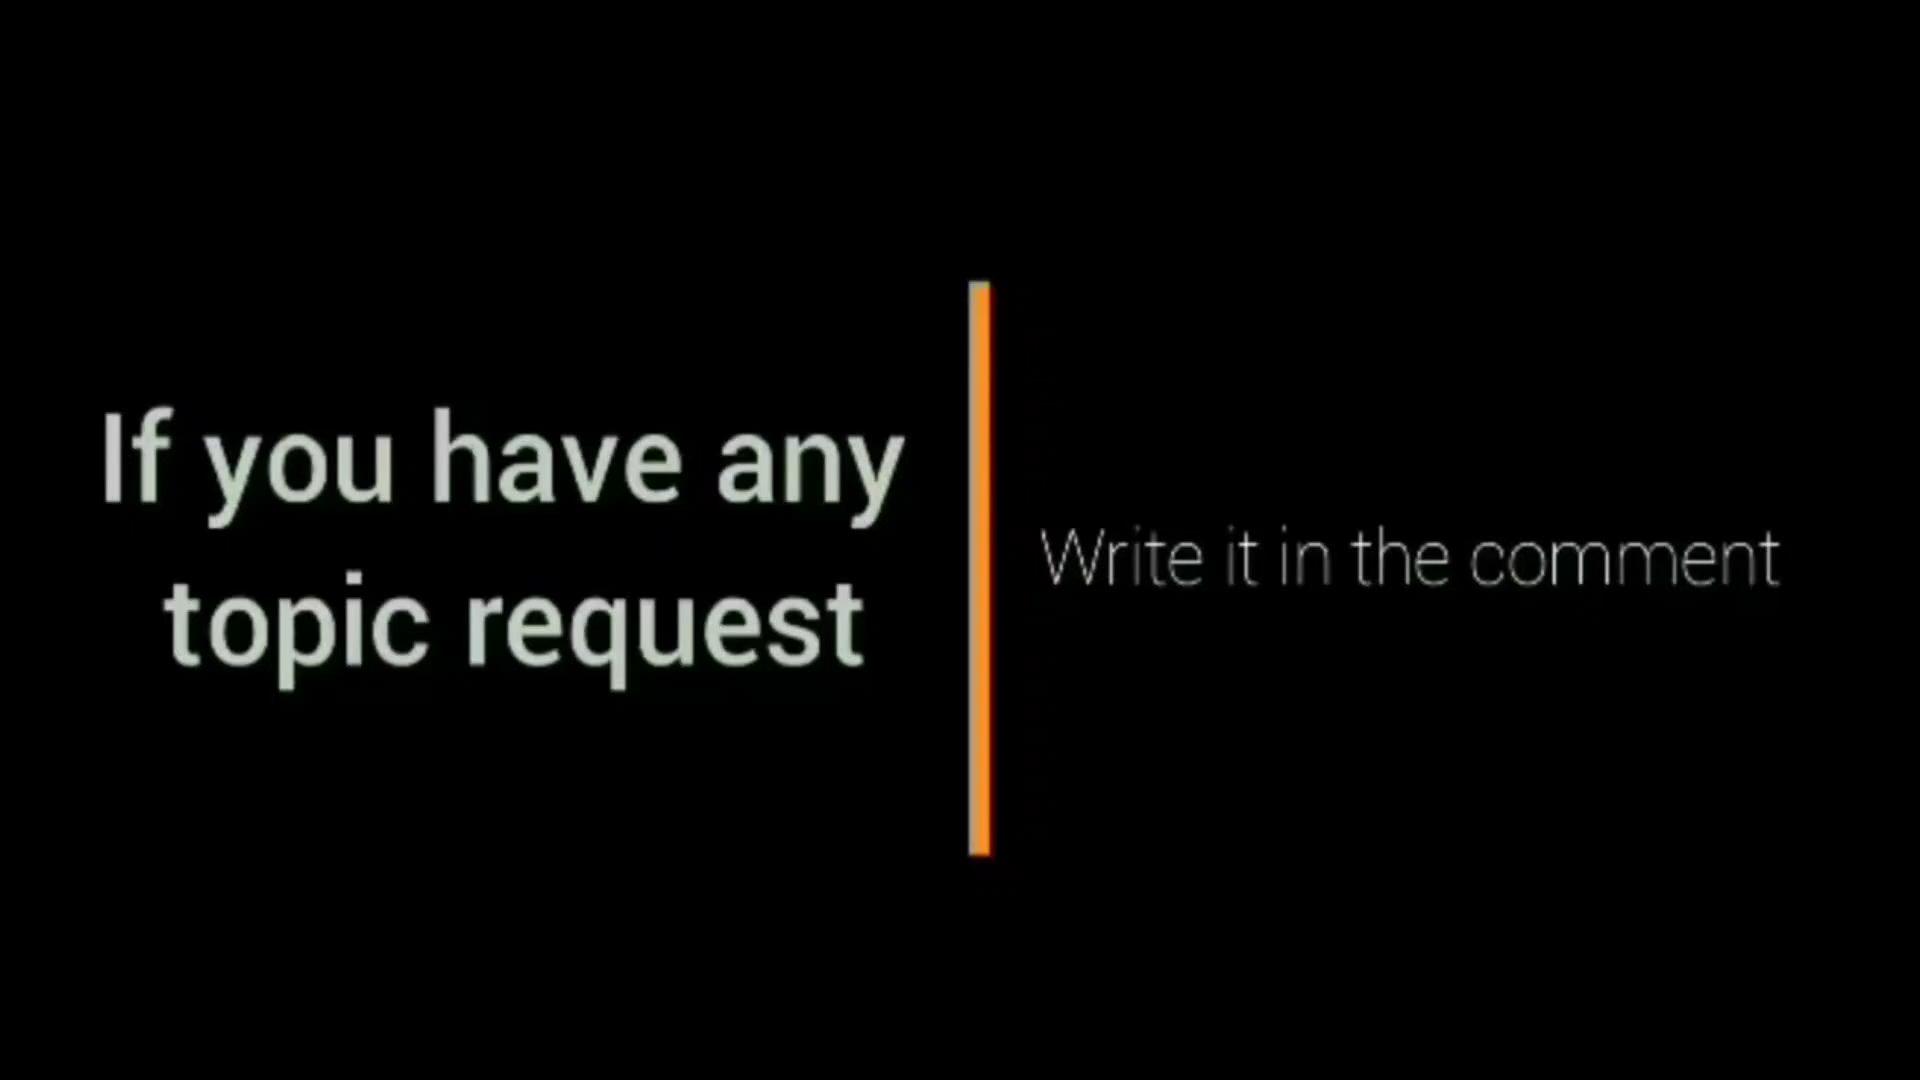 If you have any
topic request
Write it in the comment